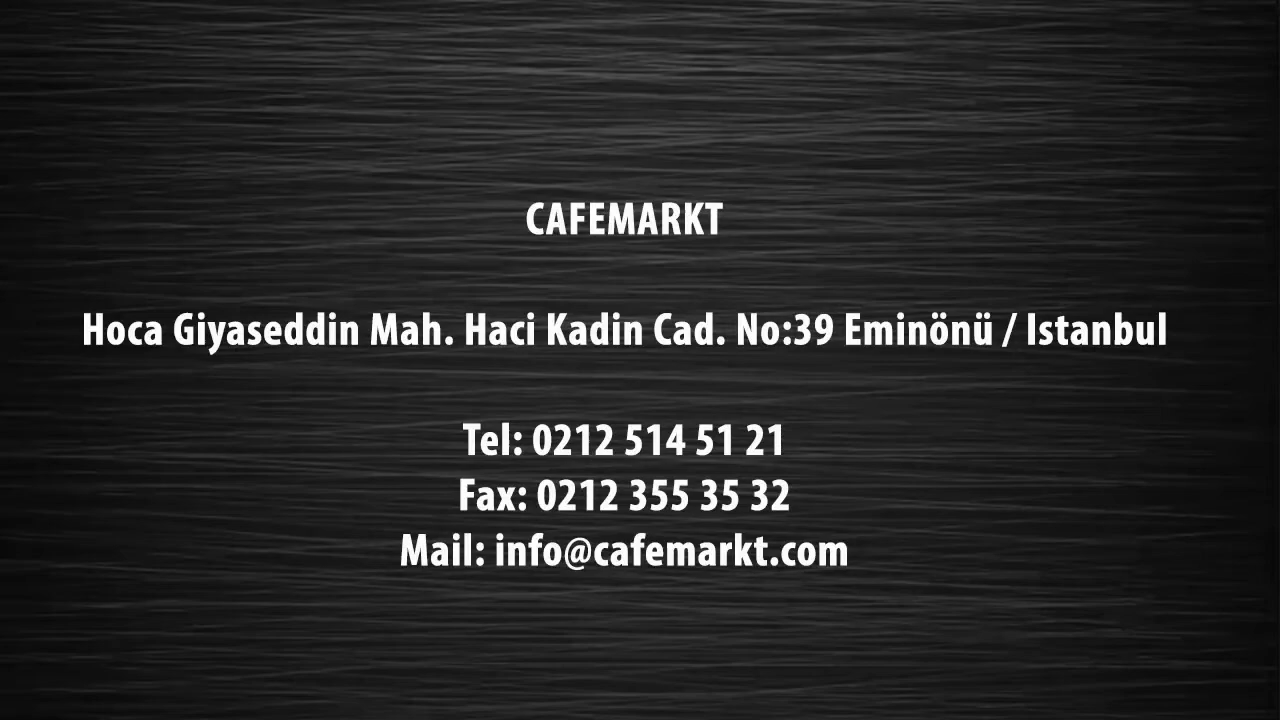 CAFEMARKT
Hoca Giyaseddin Mah. Haci Kadin Cad. No:39 Eminönü / Istanbul
Tel: 0212 514 51 21
Fax: 0212 355 35 32
Mail: info@cafemarkt.com